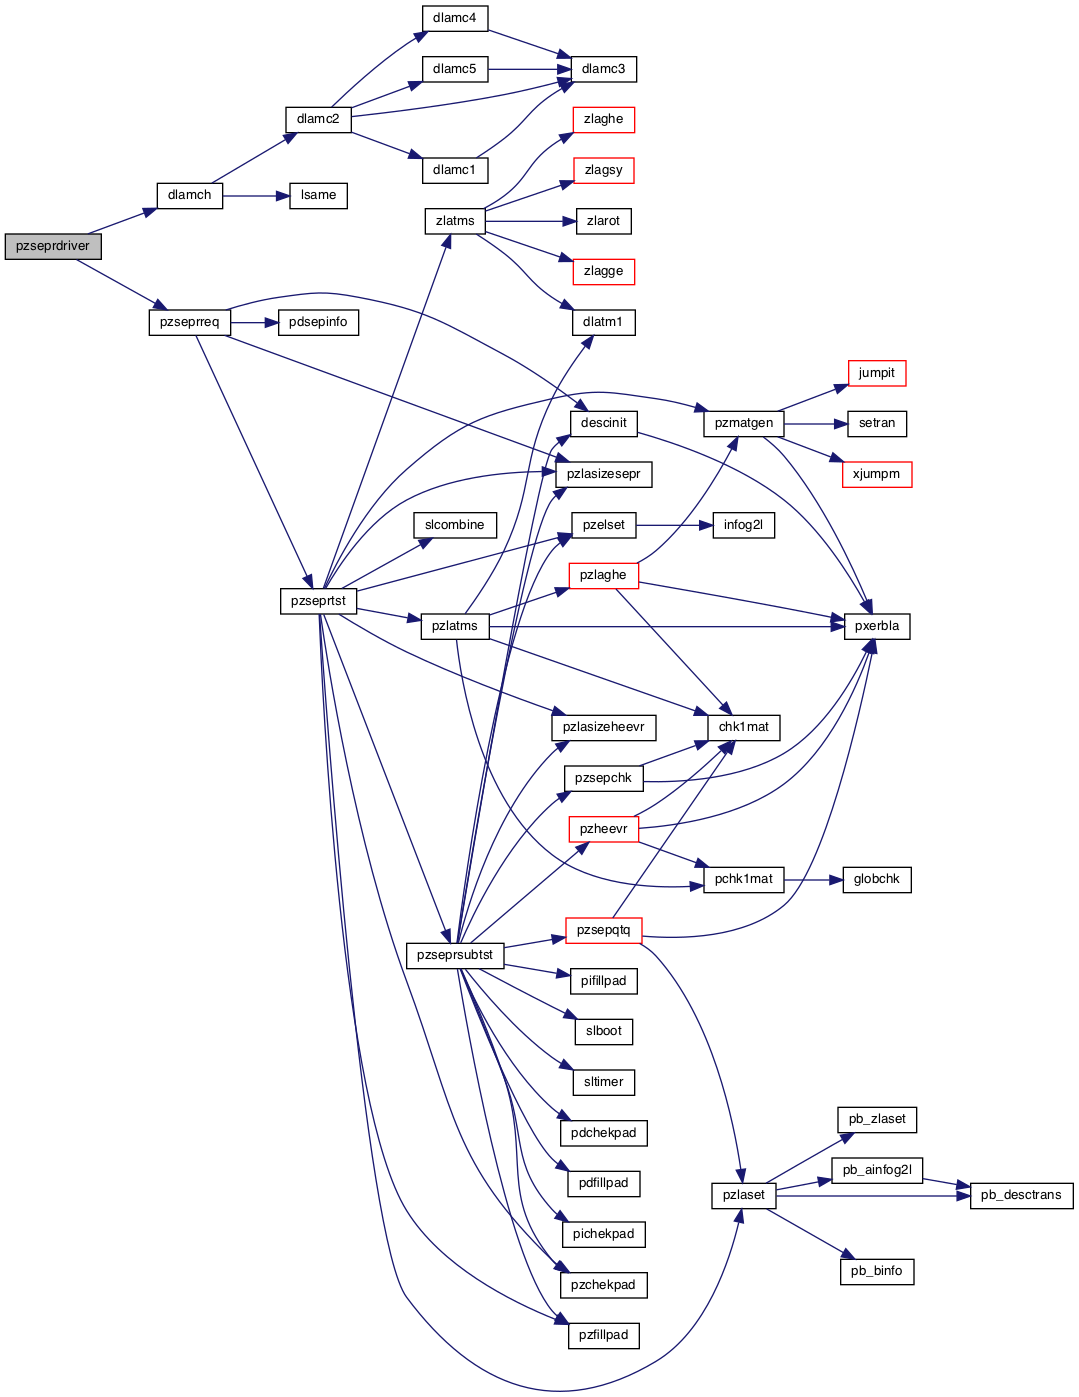 dlamc4
dlamc5
dlamc3
dlamc2
zlaghe
dlamc1
zlagsy
dlamch
lsame
zlatms
zlarot
pzseprdriver
zlagge
pzseprreq
pdsepinfo
dlatm1
jumpit
descinit
pzmatgen
setran
pzlasizesepr
xjumpm
slcombine
pzelset
infog2l
pzlaghe
pzseprtst
pzlatms
pxerbla
pzlasizeheevr
chk1mat
pzsepchk
pzheevr
pchk1mat
globchk
pzsepqtq
pzseprsubtst
pifillpad
slboot
sltimer
pdchekpad
pb_zlaset
pb_ainfog2l
pdfillpad
pzlaset
pb_desctrans
pichekpad
pb_binfo
pzchekpad
pzfillpad